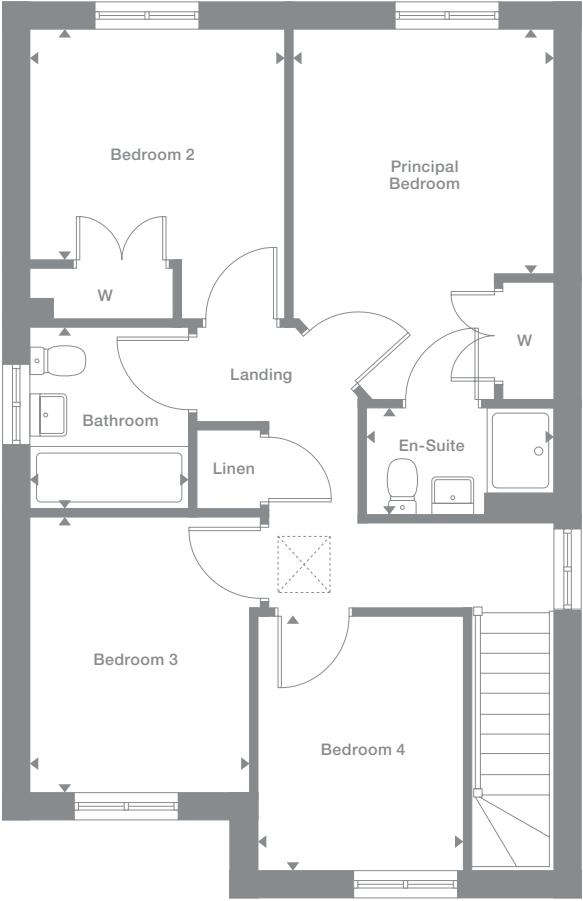 Bedroom 2
Principal
Bedroom
W
W
Landing
Bathroom
En-Suite
Linen
Bedroom 3
Bedroom 4